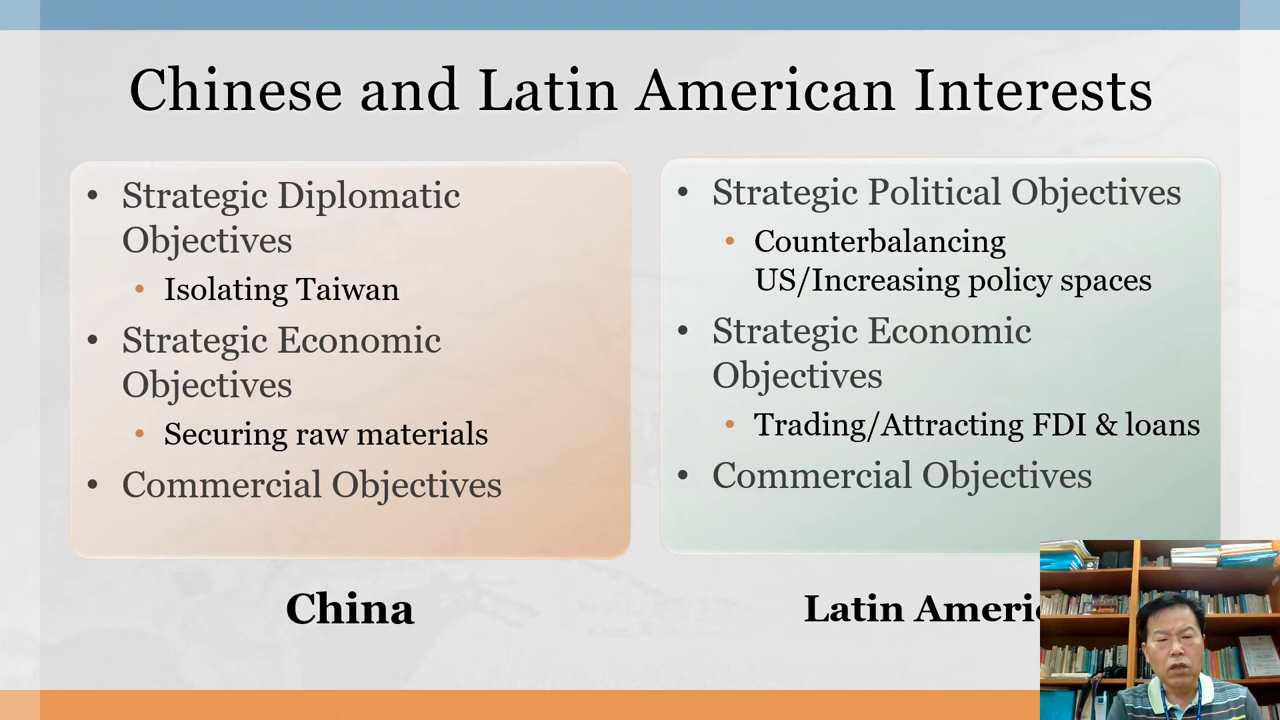 Chinese and Latin American Interests
• Strategic Diplomatic
Objectives
• Isolating Taiwan
• Strategic Economic
Objectives
• Securing raw materials
• Commercial Objectives
China
• Strategic Political Objectives
• Counterbalancing
US/Increasing policy spaces
• Strategic Economic
Objectives
• Trading/Attracting FDI & loans
• Commercial Objectives
Latin Americ